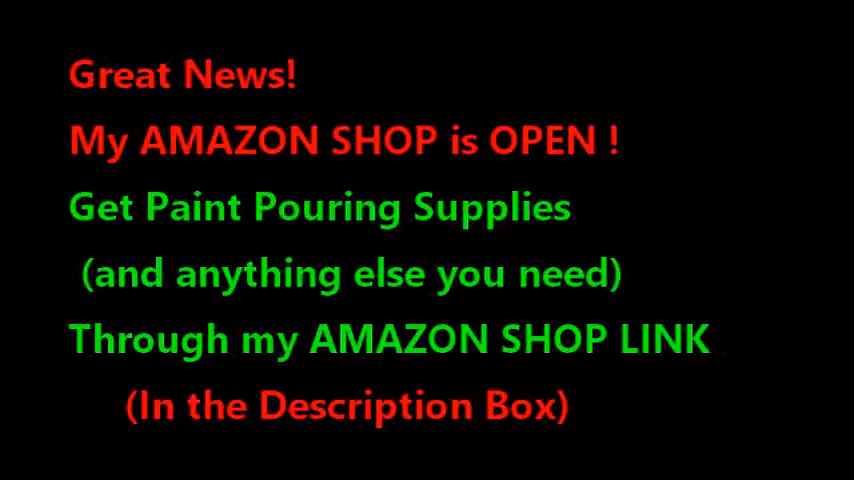 Great News!
My AMAZON SHOP is OPEN !
Get Paint Pouring Supplies
(and anything else you need)
Through my AMAZON SHOP LINK
(In the Description Box)